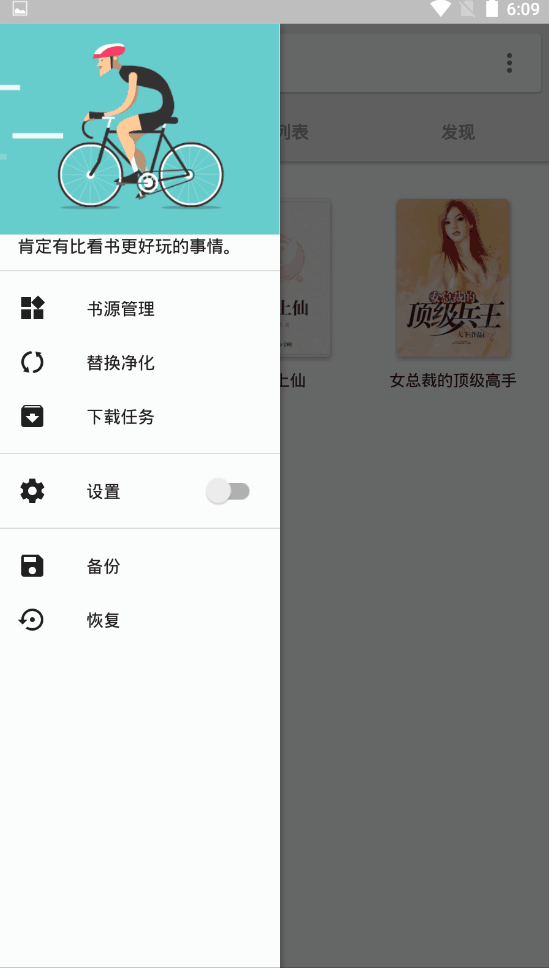 6:09
列表
发现
肯定有比看书更好玩的事情。
书源管理
替换净化
下载任务
设置
备份
恢复
上仙
女总裁的
顶级兵王
上仙
女总裁的顶级高手